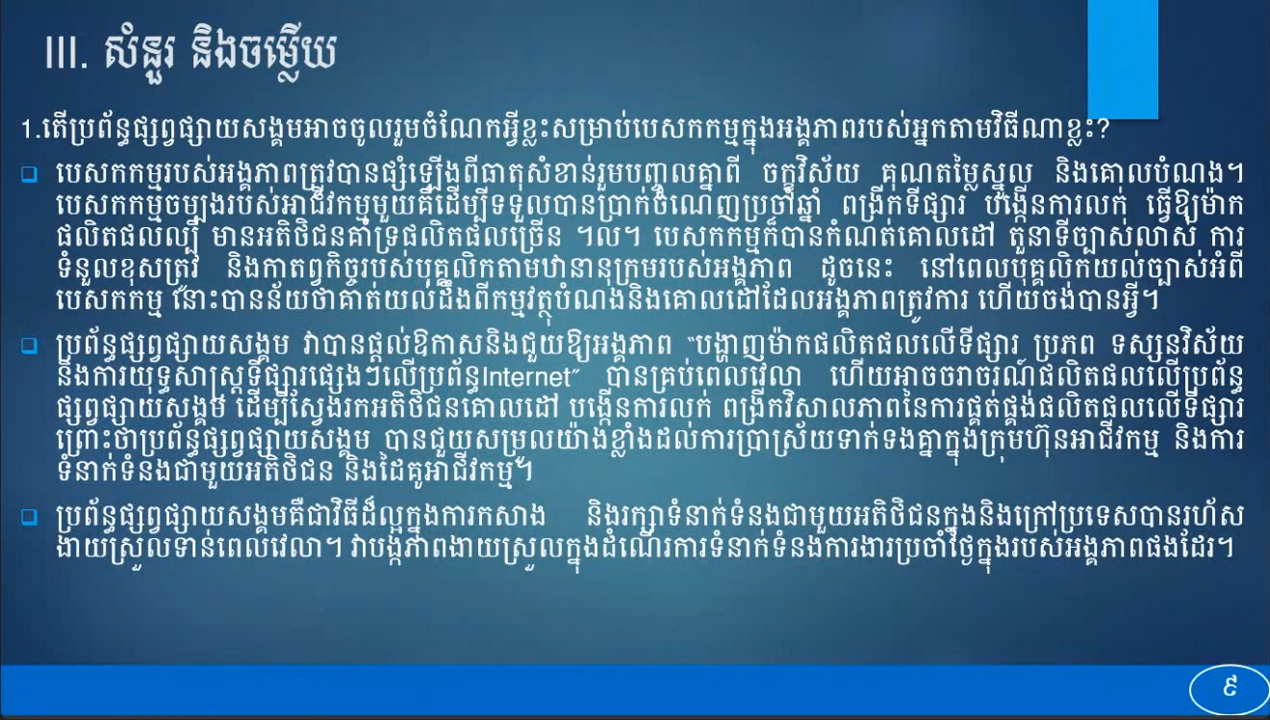 III. សំនួរ និងចម្លើយ
1.តើប្រព័ន្ធផ្សព្វផ្សាយសង្គមអាចចូលរួមចំណែកអ្វីខ្លះសម្រាប់បេសកកម្មក្នុងអង្គភាពរបស់អ្នកតាមវិធីណាខ្លះ?
បេសកកម្មរបស់អង្គភាពត្រូវបានផ្សំឡើងពីធាតុសំខាន់រួមបញ្ចូលគ្នាពី ចក្ខុវិស័យ គុណតម្លៃស្នូល និងគោលបំណង។
បេសកកម្មចម្បងរបស់អាជីវកម្មមួយគឺដើម្បីទទួលបានប្រាក់ចំណេញប្រចាំឆ្នាំ ពង្រីកទីផ្សារ បង្កើនការលក់ ធ្វើឱ្យម៉ាក
ផលិតផលល្បី មានអតិថិជនគាំទ្រផលិតផលច្រើន ។ល។ បេសកកម្មក៏បានកំណត់គោលដៅ តួនាទីច្បាស់លាស់ ការ
ទំនួលខុសត្រូវ និងកាតព្វកិច្ចរបស់បុគ្គលិកតាមឋានានុក្រមរបស់អង្គភាព ដូចនេះ នៅពេលបុគ្គលិកយល់ច្បាស់អំពី
បេសកកម្ម នោះបានន័យថាគាត់យល់ដឹងពីកម្មវត្ថុបំណងនិងគោលដៅដែលអង្គភាពត្រូវការ ហើយចង់បានអ្វី។
ប្រព័ន្ធផ្សព្វផ្សាយសង្គម វាបានផ្តល់ឱកាសនិងជួយឱ្យអង្គភាព “បង្ហាញម៉ាកផលិតផលលើទីផ្សារ ប្រភព ទស្សនវិស័យ
និងការយុទ្ធសាស្ត្រទីផ្សារផ្សេងៗលើប្រព័ន្ធInternet” បានគ្រប់ពេលវេលា ហើយអាចចរាចរណ៍ផលិតផលលើប្រព័ន្ធ
ផ្សព្វផ្សាយសង្គម ដើម្បីស្វែងរកអតិថិជនគោលដៅ បង្កើនការលក់ ពង្រីកវិសាលភាពនៃការផ្គត់ផ្គង់ផលិតផលលើទីផ្សារ
ព្រោះថាប្រព័ន្ធផ្សព្វផ្សាយសង្គម បានជួយសម្រួលយ៉ាងខ្លាំងដល់ការប្រាស្រ័យទាក់ទងគ្នាក្នុងក្រុមហ៊ុនអាជីវកម្ម និងការ
ទំនាក់ទំនងជាមួយអតិថិជន និងដៃគូអាជីវកម្ម។
ប្រព័ន្ធផ្សព្វផ្សាយសង្គមគឺជាវិធីដ៏ល្អក្នុងការកសាង និងរក្សាទំនាក់ទំនងជាមួយអតិថិជនក្នុងនិងក្រៅប្រទេសបានរហ័ស
ងាយស្រួលទាន់ពេលវេលា។ វាបង្កភាពងាយស្រួលក្នុងដំណើរការទំនាក់ទំនងការងារប្រចាំថ្ងៃក្នុងរបស់អង្គភាពផងដែរ។
៩